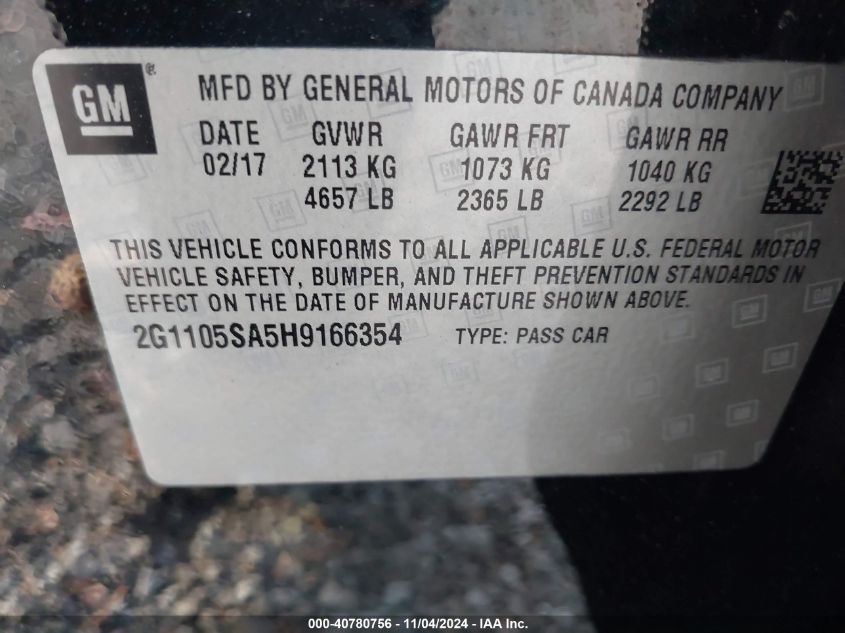 GM®
MFD BY GENERAL MOTORS OF CANADA COMPANY
DATE GVWR GAWR FRT GAWR RR
02/17 2113 KG 1073 KG 1040 KG
4657 LB 2365 LB 2292 LB
THIS VEHICLE CONFORMS TO ALL APPLICABLE U.S. FEDERAL MOTOR
VEHICLE SAFETY, BUMPER, AND THEFT PREVENTION STANDARDS IN
EFFECT ON THE DATE OF MANUFACTURE SHOWN ABOVE.
2G1105SA5H9166354 TYPE: PASS CAR
000-40780756 - 11/04/2024 - IAA Inc.